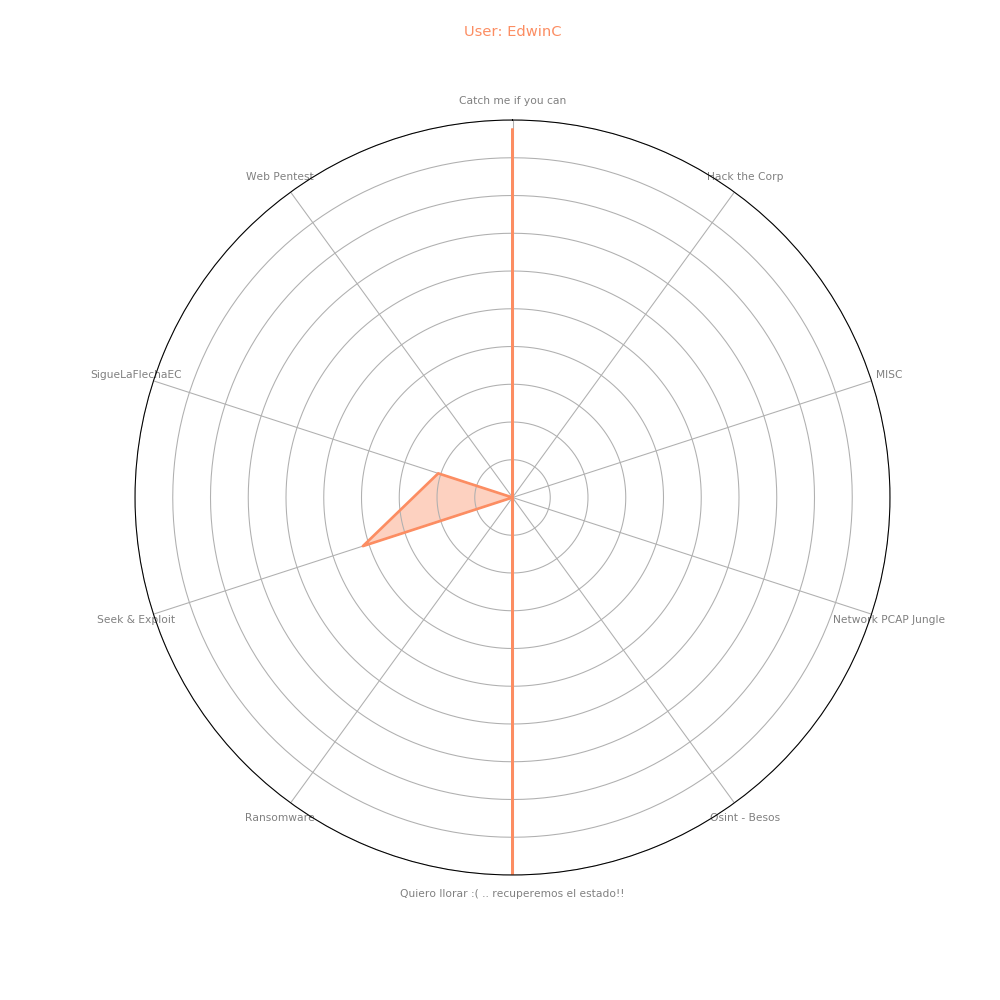 User: EdwinC
Catch me if you can
Web Pentest
Hack the Corp
SigueLaFlechaEC
MISC
Seek & Exploit
Network PCAP Jungle
Ransomware
Osint - Besos
Quiero llorar :( .. recuperemos el estado!!